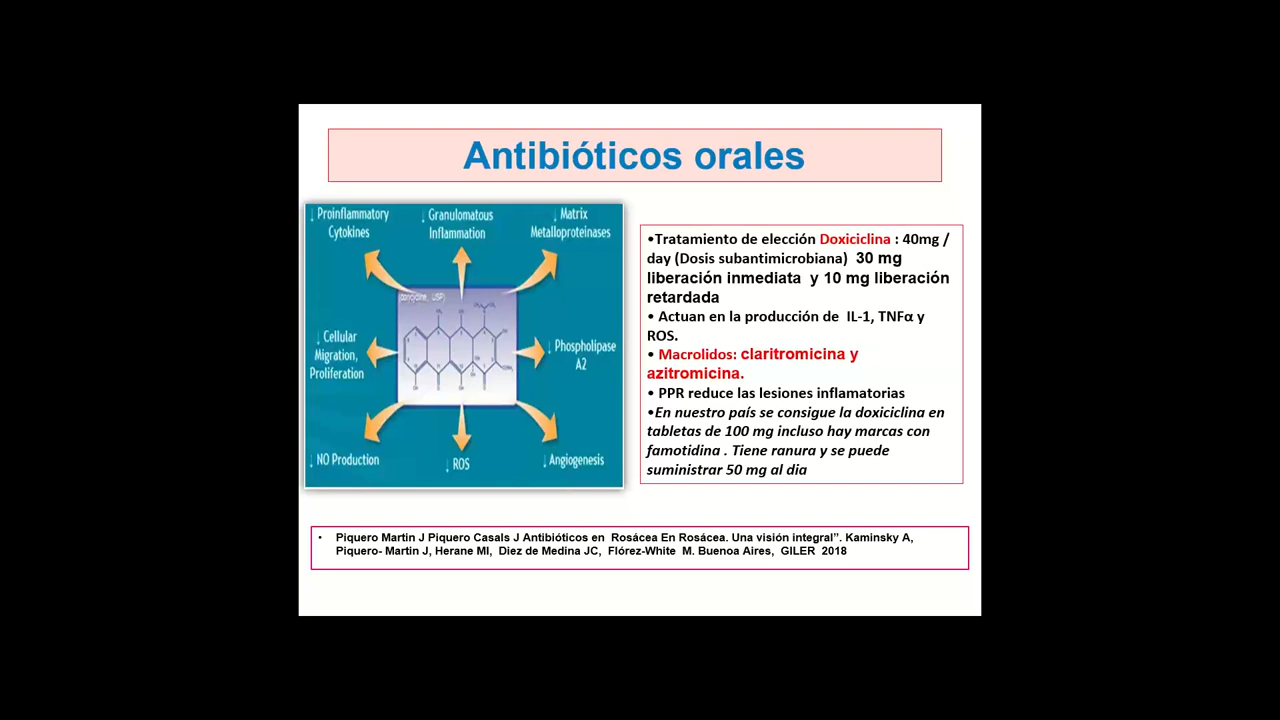 Antibióticos orales
↓ Proinflammatory
Cytokines
↓ Granulomatous
Inflammation
↓ Matrix
Metalloproteinases
↓ Cellular
Migration,
Proliferation
↓ Phospholipase
A2
↓ NO Production
↓ ROS
↓ Angiogenesis
•Tratamiento de elección Doxiciclina : 40mg /
day (Dosis subantimicrobiana) 30 mg
liberación inmediata y 10 mg liberación
retardada
• Actuan en la producción de IL-1, TNFα y
ROS.
• Macrolidos: claritromicina y
azitromicina.
• PPR reduce las lesiones inflamatorias
•En nuestro país se consigue la doxiciclina en
tabletas de 100 mg incluso hay marcas con
famotidina . Tiene ranura y se puede
suministrar 50 mg al dia
• Piquero Martin J Piquero Casals J Antibióticos en Rosácea En Rosácea. Una visión integral”. Kaminsky A,
Piquero- Martin J, Herane MI, Diez de Medina JC, Flórez-White M. Buenoa Aires, GILER 2018